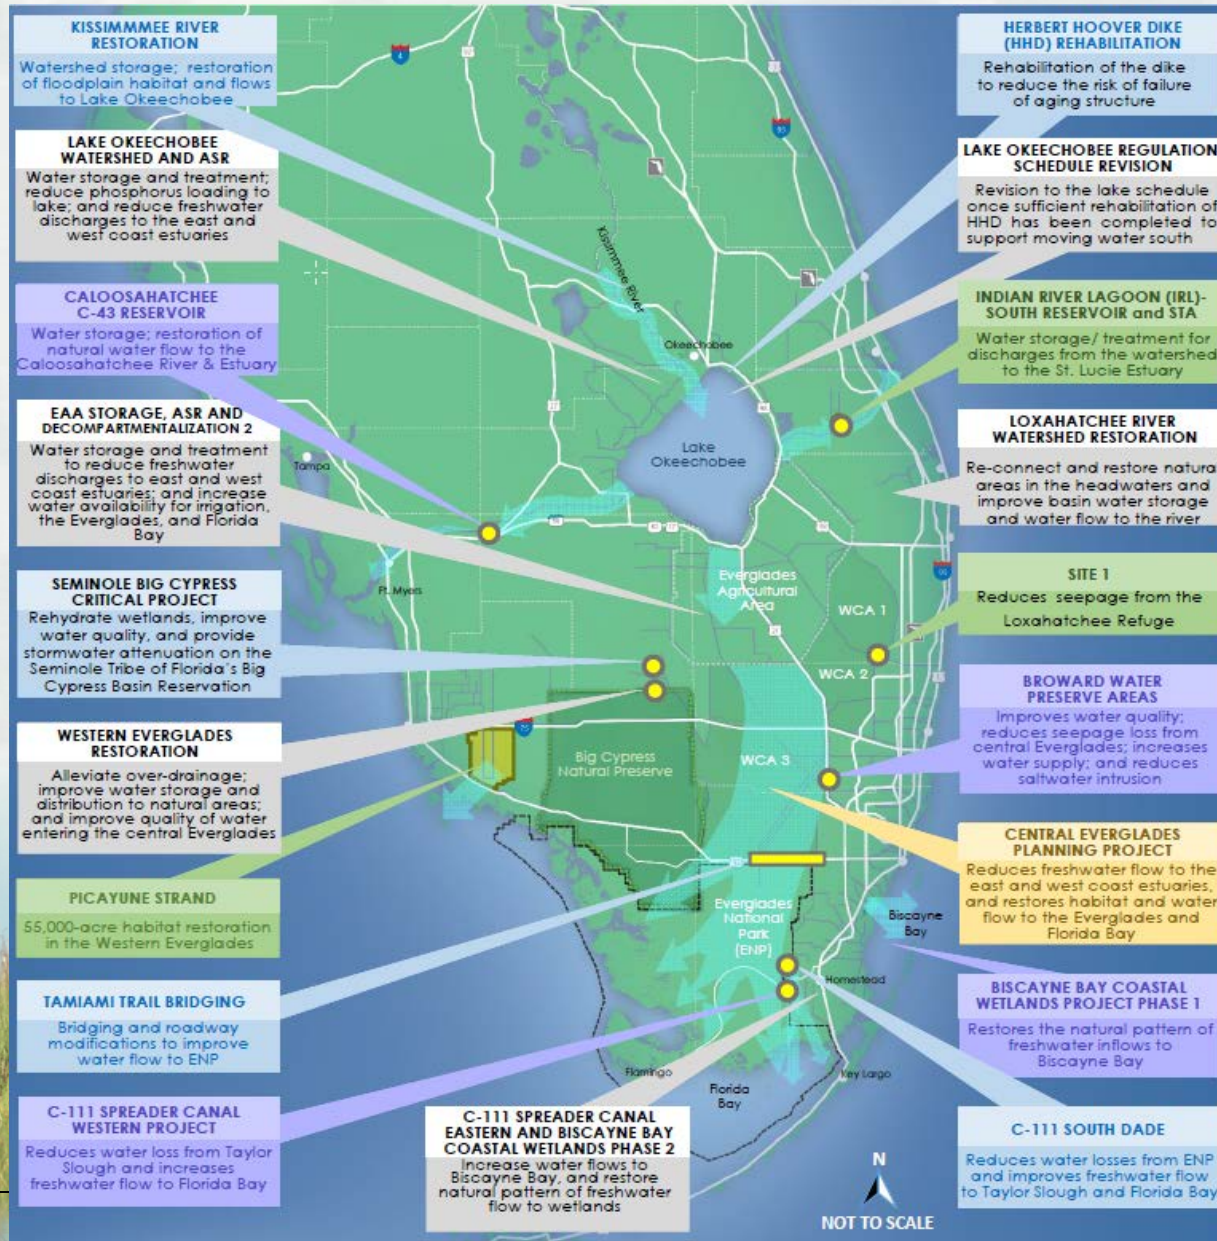 KISSIMMMEE RIVER
RESTORATION
Watershed storage; restoration
of floodplain habitat and flows
to Lake Okeechobee
LAKE OKEECHOBEE
WATERSHED AND ASR
Water storage and treatment;
reduce phosphorus loading to
lake; and reduce freshwater
discharges to the east and
west coast estuaries
CALOOSAHATCHEE
C-43 RESERVOIR
Water storage; restoration of
natural water flow to the
Caloosahatchee River & Estuary
EAA STORAGE, ASR AND
DECOMPARTMENTALIZATION 2
Water storage and treatment
to reduce freshwater
discharges to east and west
coast estuaries; and increase
water availability for irrigation,
the Everglades, and Florida
Bay
SEMINOLE BIG CYPRESS
CRITICAL PROJECT
Rehydrate wetlands, improve
water quality, and provide
stormwater attenuation on the
Seminole Tribe of Florida's Big
Cypress Basin Reservation
WESTERN EVERGLADES
RESTORATION
Alleviate over-drainage;
improve water storage and
distribution to natural areas;
and improve quality of water
entering the central Everglades
PICAYUNE STRAND
55,000-acre habitat restoration
in the Western Everglades
TAMIAMI TRAIL BRIDGING
Bridging and roadway
modifications to improve
water flow to ENP
C-111 SPREADER CANAL
WESTERN PROJECT
Reduces water loss from Taylor
Slough and increases
freshwater flow to Florida Bay
4
95
Kissimmee River
Okeechobee
Lake
Okeechobee
Tampa
Ft. Myers
Everglades
Agricultural
Area
WCA 1
WCA 2
75
Big Cypress
Natural Preserve
WCA 3
Everglades
National
Park
(ENP)
Biscayne
Bay
Homestead
Flamingo
Key Largo
Florida
Bay
C-111 SPREADER CANAL
EASTERN AND BISCAYNE BAY
COASTAL WETLANDS PHASE 2
Increase water flows to
Biscayne Bay, and restore
natural pattern of freshwater
flow to wetlands
N
NOT TO SCALE
HERBERT HOOVER DIKE
(HHD) REHABILITATION
Rehabilitation of the dike
to reduce the risk of failure
of aging structure
LAKE OKEECHOBEE REGULATION
SCHEDULE REVISION
Revision to the lake schedule
once sufficient rehabilitation of
HHD has been completed to
support moving water south
INDIAN RIVER LAGOON (IRL)-
SOUTH RESERVOIR and STA
Water storage/ treatment for
discharges from the watershed
to the St. Lucie Estuary
LOXAHATCHEE RIVER
WATERSHED RESTORATION
Re-connect and restore natural
areas in the headwaters and
improve basin water storage
and water flow to the river
SITE 1
Reduces seepage from the
Loxahatchee Refuge
BROWARD WATER
PRESERVE AREAS
Improves water quality;
reduces seepage loss from
central Everglades; increases
water supply; and reduces
saltwater intrusion
CENTRAL EVERGLADES
PLANNING PROJECT
Reduces freshwater flow to the
east and west coast estuaries,
and restores habitat and water
flow to the Everglades and
Florida Bay
BISCAYNE BAY COASTAL
WETLANDS PROJECT PHASE 1
Restores the natural pattern of
freshwater inflows to
Biscayne Bay
C-111 SOUTH DADE
Reduces water losses from ENP
and improves freshwater flow
to Taylor Slough and Florida Bay